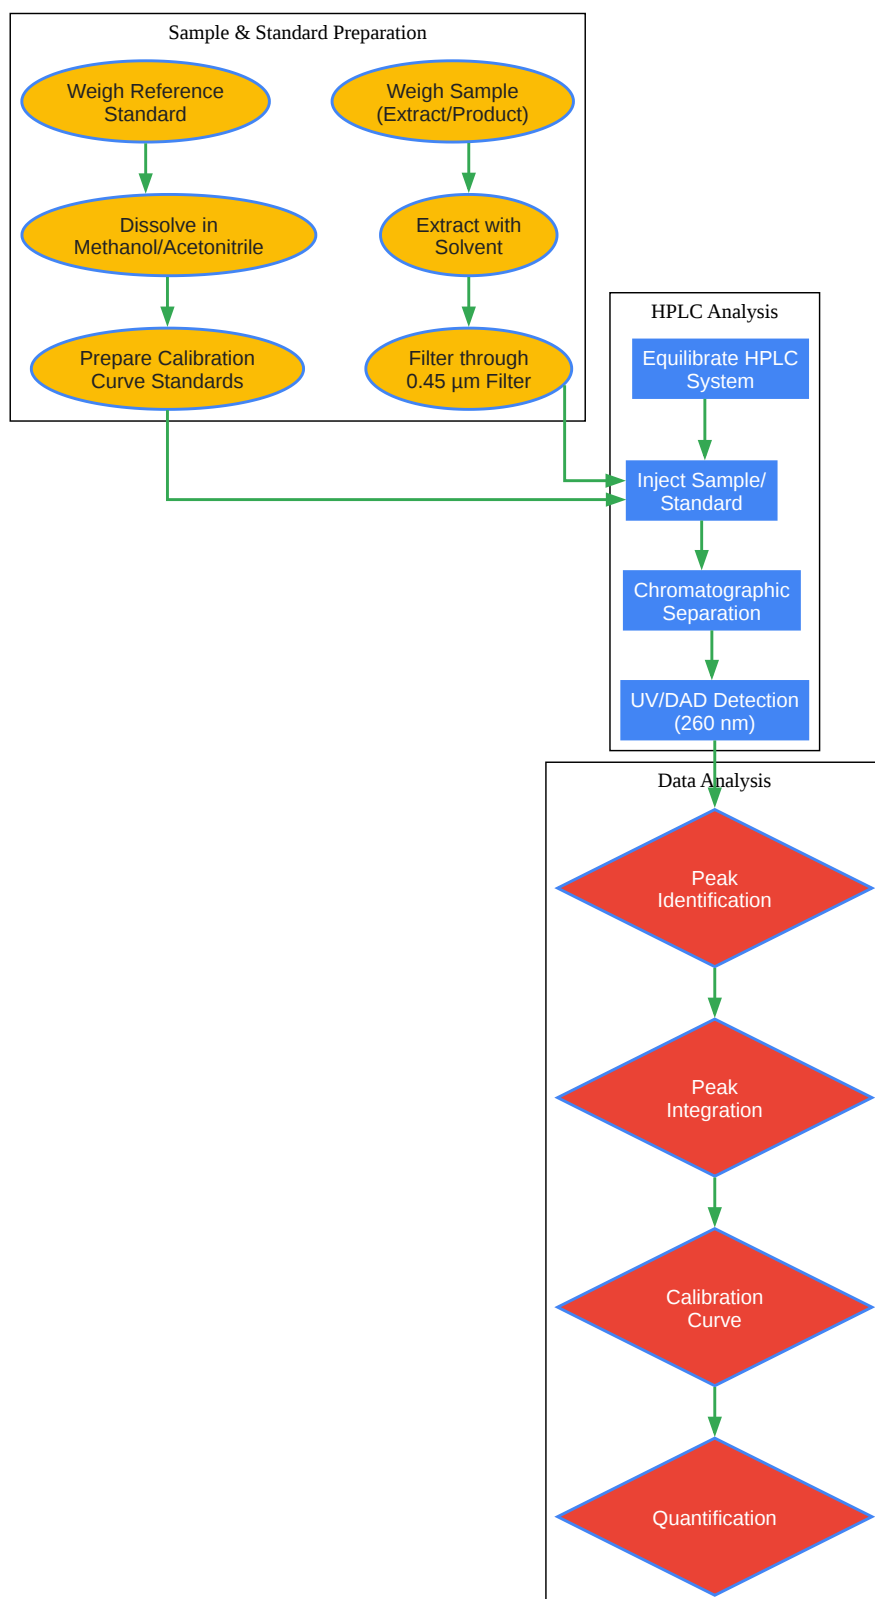 Sample & Standard Preparation
Weigh Reference
Standard
Weigh Sample
(Extract/Product)
Dissolve in
Methanol/Acetonitrile
Extract with
Solvent
Prepare Calibration
Curve Standards
Filter through
0.45 µm Filter
HPLC Analysis
Equilibrate HPLC
System
Inject Sample/
Standard
Chromatographic
Separation
UV/DAD Detection
(260 nm)
Data Analysis
Peak
Identification
Peak
Integration
Calibration
Curve
Quantification